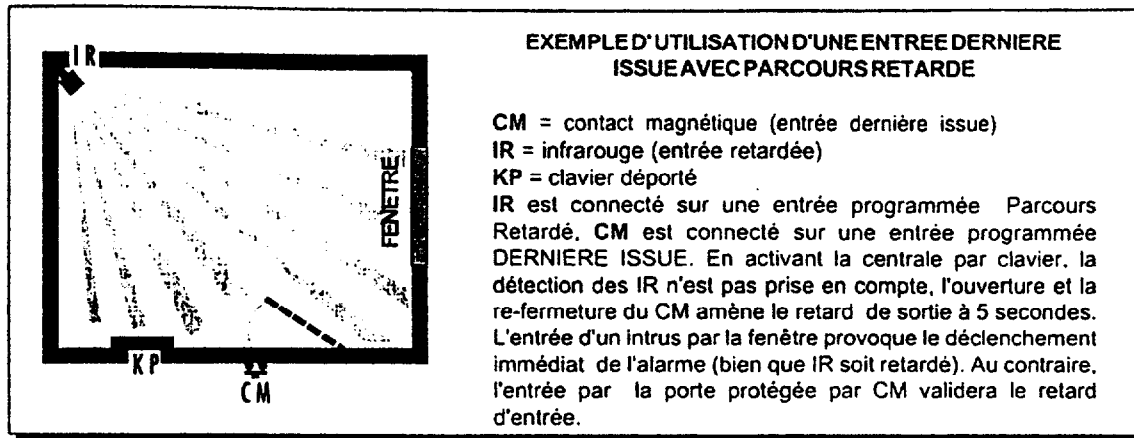 IR
FENETRE
KP
CM
EXEMPLE D'UTILISATION D'UNE ENTREE DERNIERE
ISSUE AVEC PARCOURS RETARDE
CM = contact magnétique (entrée dernière issue)
IR = infrarouge (entrée retardée)
KP = clavier déporté
IR est connecté sur une entrée programmée Parcours
Retardé, CM est connecté sur une entrée programmée
DERNIERE ISSUE. En activant la centrale par clavier, la
détection des IR n'est pas prise en compte, l'ouverture et la
re-fermeture du CM amène le retard de sortie à 5 secondes.
L'entrée d'un intrus par la fenêtre provoque le déclenchement
immédiat de l'alarme (bien que IR soit retardé). Au contraire,
l'entrée par la porte protégée par CM validera le retard
d'entrée.